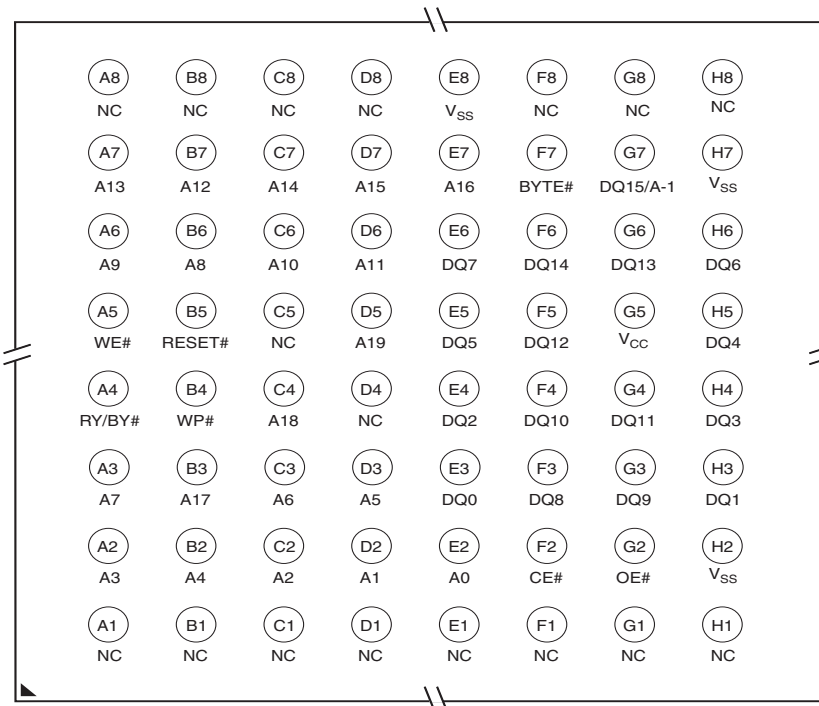 A8 B8 C8 D8 E8 F8 G8 H8
NC NC NC NC VSS NC NC NC
A7 B7 C7 D7 E7 F7 G7 H7
A13 A12 A14 A15 A16 BYTE# DQ15/A-1 VSS
A6 B6 C6 D6 E6 F6 G6 H6
A9 A8 A10 A11 DQ7 DQ14 DQ13 DQ6
A5 B5 C5 D5 E5 F5 G5 H5
WE# RESET# NC A19 DQ5 DQ12 VCC DQ4
A4 B4 C4 D4 E4 F4 G4 H4
RY/BY# WP# A18 NC DQ2 DQ10 DQ11 DQ3
A3 B3 C3 D3 E3 F3 G3 H3
A7 A17 A6 A5 DQ0 DQ8 DQ9 DQ1
A2 B2 C2 D2 E2 F2 G2 H2
A3 A4 A2 A1 A0 CE# OE# VSS
A1 B1 C1 D1 E1 F1 G1 H1
NC NC NC NC NC NC NC NC